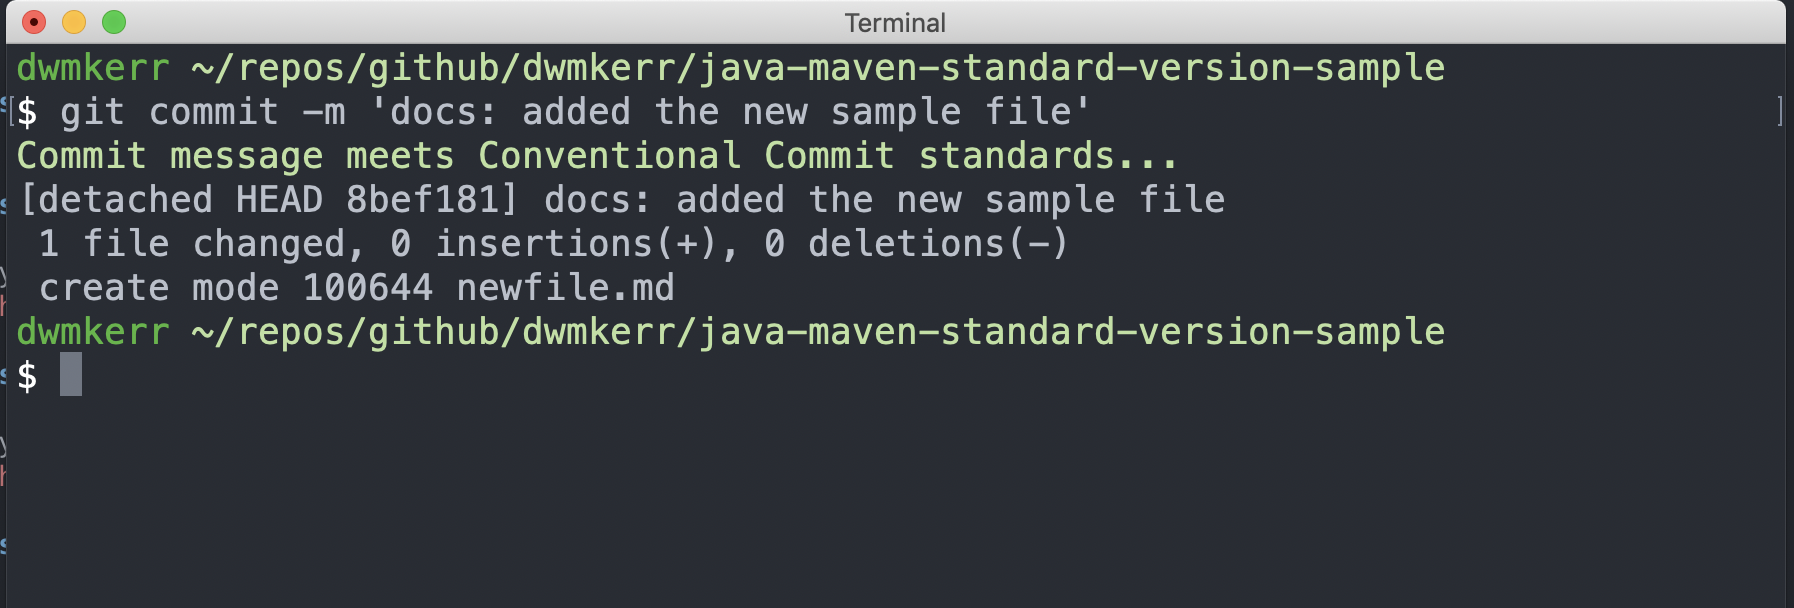 Terminal
dwmkerr ~/repos/github/dwmkerr/java-maven-standard-version-sample
[$ git commit -m 'docs: added the new sample file' ]
Commit message meets Conventional Commit standards...
[detached HEAD 8bef181] docs: added the new sample file
1 file changed, 0 insertions(+), 0 deletions(-)
create mode 100644 newfile.md
dwmkerr ~/repos/github/dwmkerr/java-maven-standard-version-sample
$